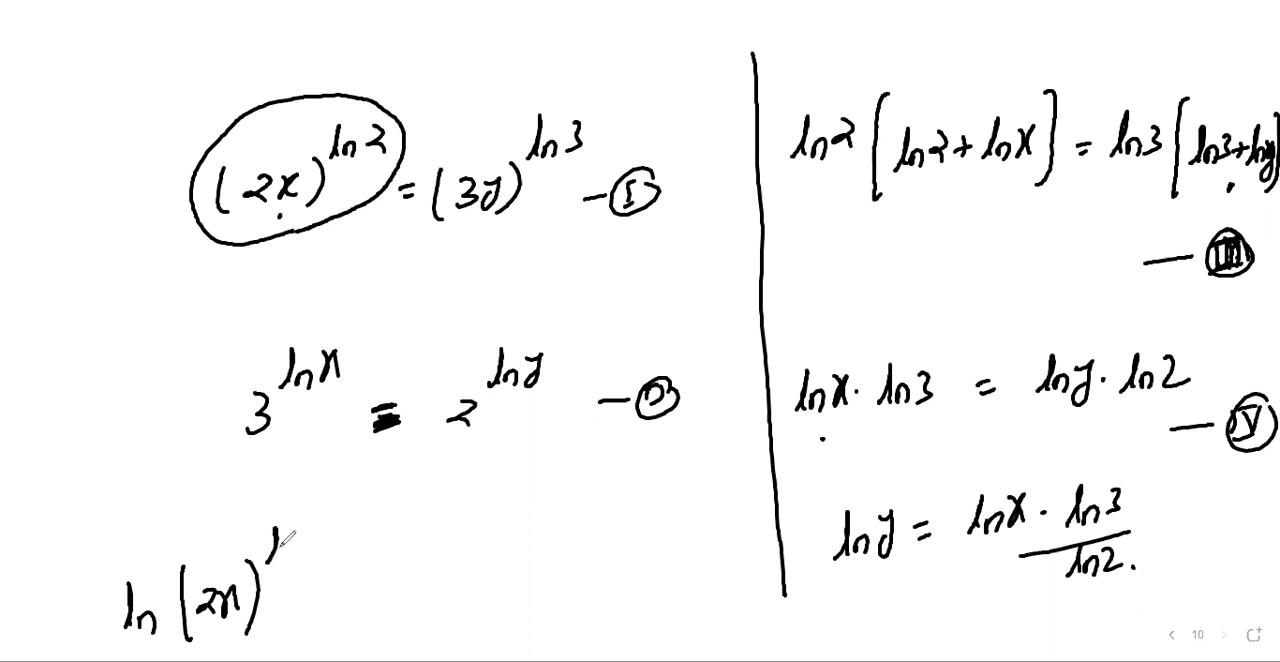 (2x)^ln2 = (3y)^ln3 – Ⅰ
3^lnx = 2^lny – Ⅱ
ln(2x)^l
ln2[ln2+lnx] = ln3[ln3+lny]
– Ⅲ
lnx. ln3 = lny. ln2
– Ⅳ
lny = lnx. ln3 / ln2.
10